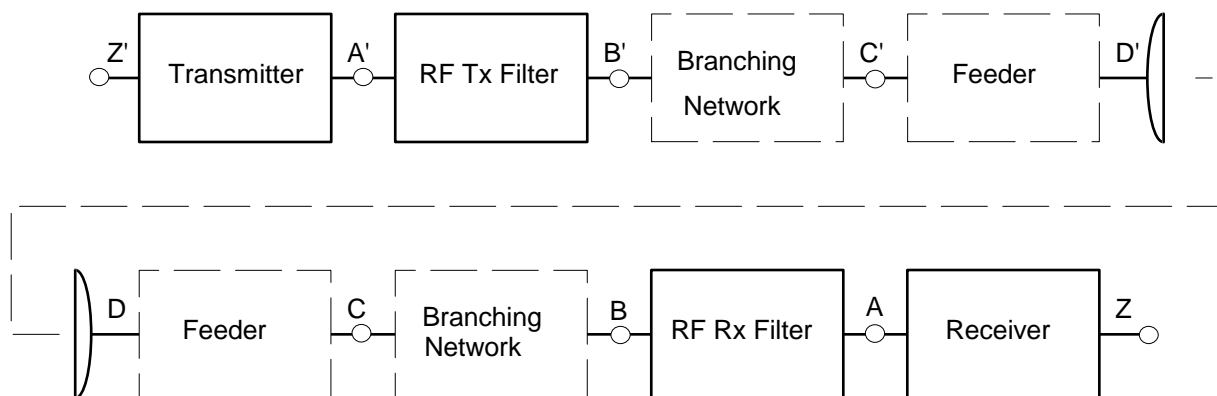 Z'
Transmitter
A'
RF Tx Filter
B'
Branching
Network
C'
Feeder
D'
D
Feeder
C
Branching
Network
B
RF Rx Filter
A
Receiver
Z